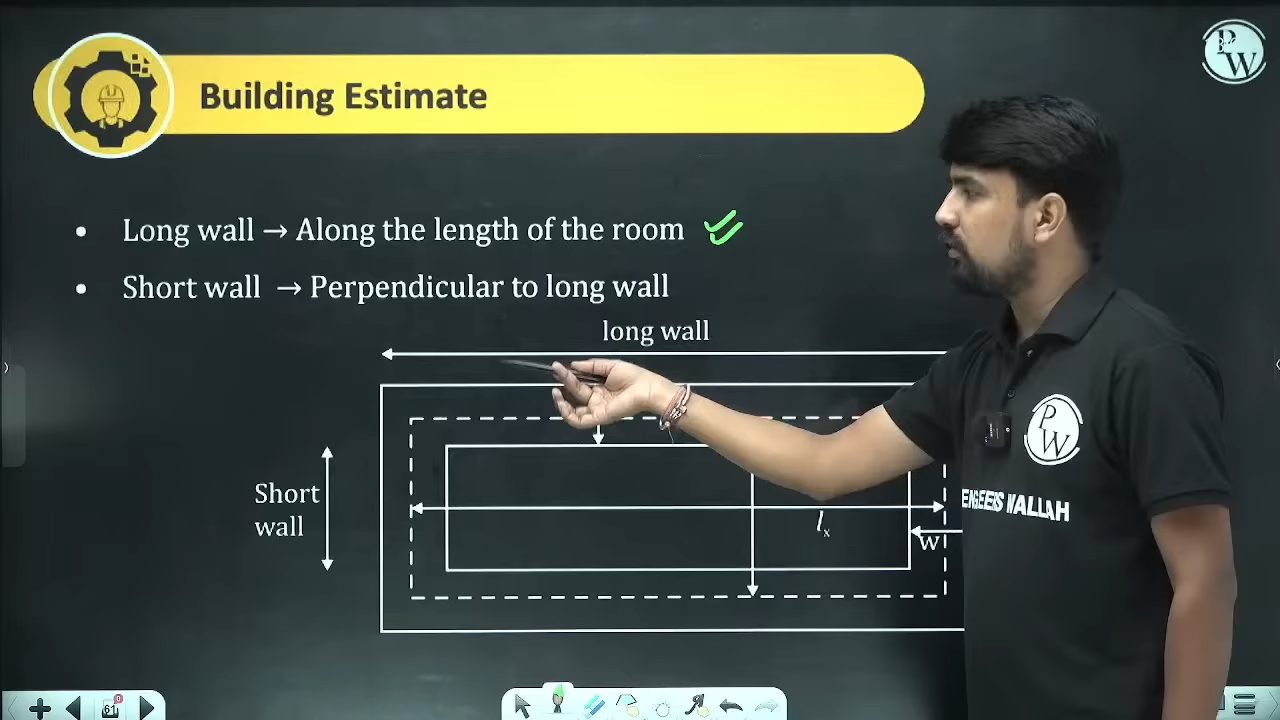 PW
Building Estimate
• Long wall → Along the length of the room
• Short wall → Perpendicular to long wall
long wall
Short
wall
lx
w
PW
WALLAH
61